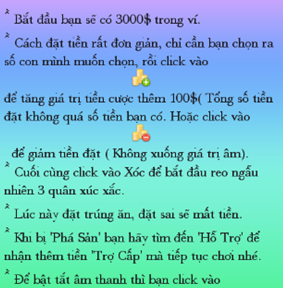 * Bắt đầu bạn sẽ có 3000$ trong ví.
* Cách đặt tiền rất đơn giản, chỉ cần bạn chọn ra
số con mình muốn chọn, rồi click vào
để tăng giá trị tiền cược thêm 100$( Tổng số tiền
đặt không quá số tiền bạn có. Hoặc click vào
để giảm tiền đặt ( Không xuống giá trị âm).
* Cuối cùng click vào Xóc để bắt đầu reo ngẫu
nhiên 3 quân xúc xắc.
* Lúc này đặt trúng ăn, đặt sai sẽ mất tiền.
* Khi bị 'Phá Sản' bạn hãy tìm đến 'Hỗ Trợ' để
nhận thêm tiền 'Trợ Cấp' mà tiếp tục chơi nhé.
* Để bật tắt âm thanh thì bạn click vào